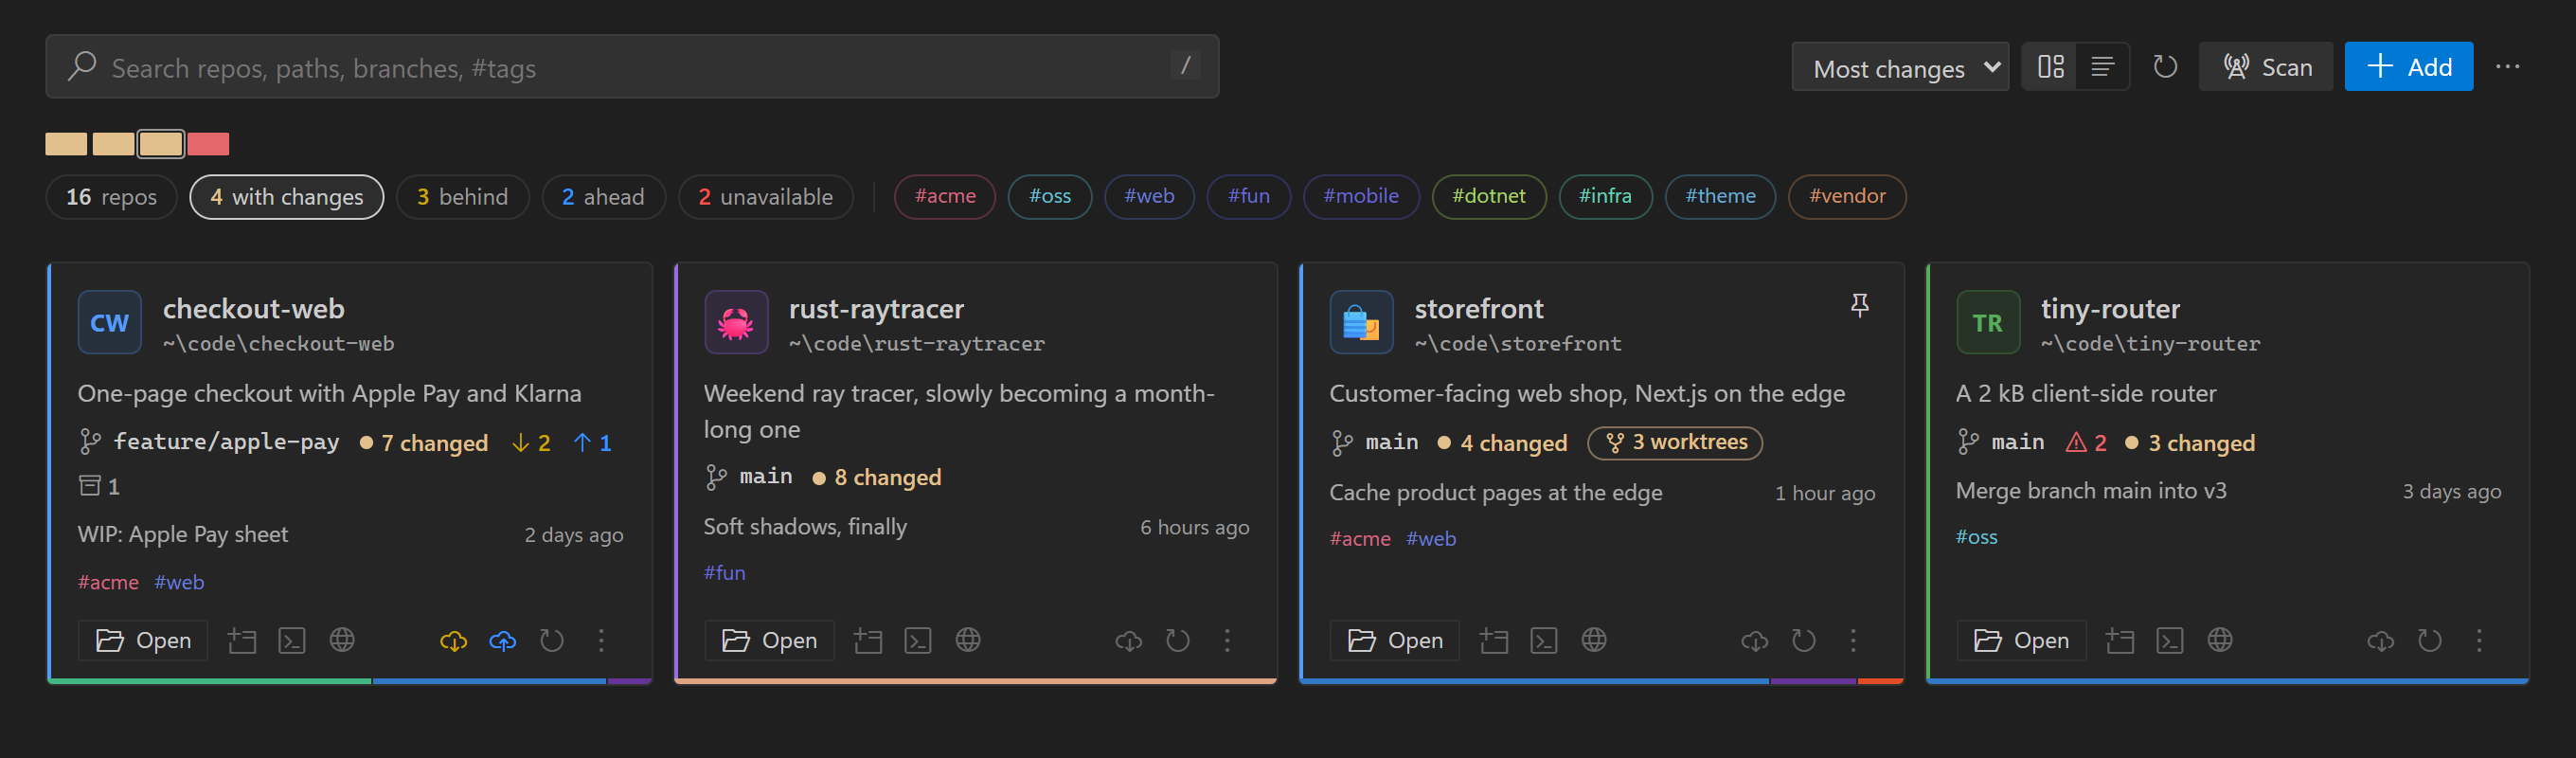 Search repos, paths, branches, #tags /
Most changes Scan Add
16 repos 4 with changes 3 behind 2 ahead 2 unavailable #acme #oss #web #fun #mobile #dotnet #infra #theme #vendor
CW checkout-web
~\code\checkout-web
One-page checkout with Apple Pay and Klarna
feature/apple-pay 7 changed ↓ 2 ↑ 1
1
WIP: Apple Pay sheet 2 days ago
#acme #web
Open
rust-raytracer
~\code\rust-raytracer
Weekend ray tracer, slowly becoming a month-
long one
main 8 changed
Soft shadows, finally 6 hours ago
#fun
Open
storefront
~\code\storefront
Customer-facing web shop, Next.js on the edge
main 4 changed 3 worktrees
Cache product pages at the edge 1 hour ago
#acme #web
Open
TR tiny-router
~\code\tiny-router
A 2 kB client-side router
main 2 3 changed
Merge branch main into v3 3 days ago
#oss
Open